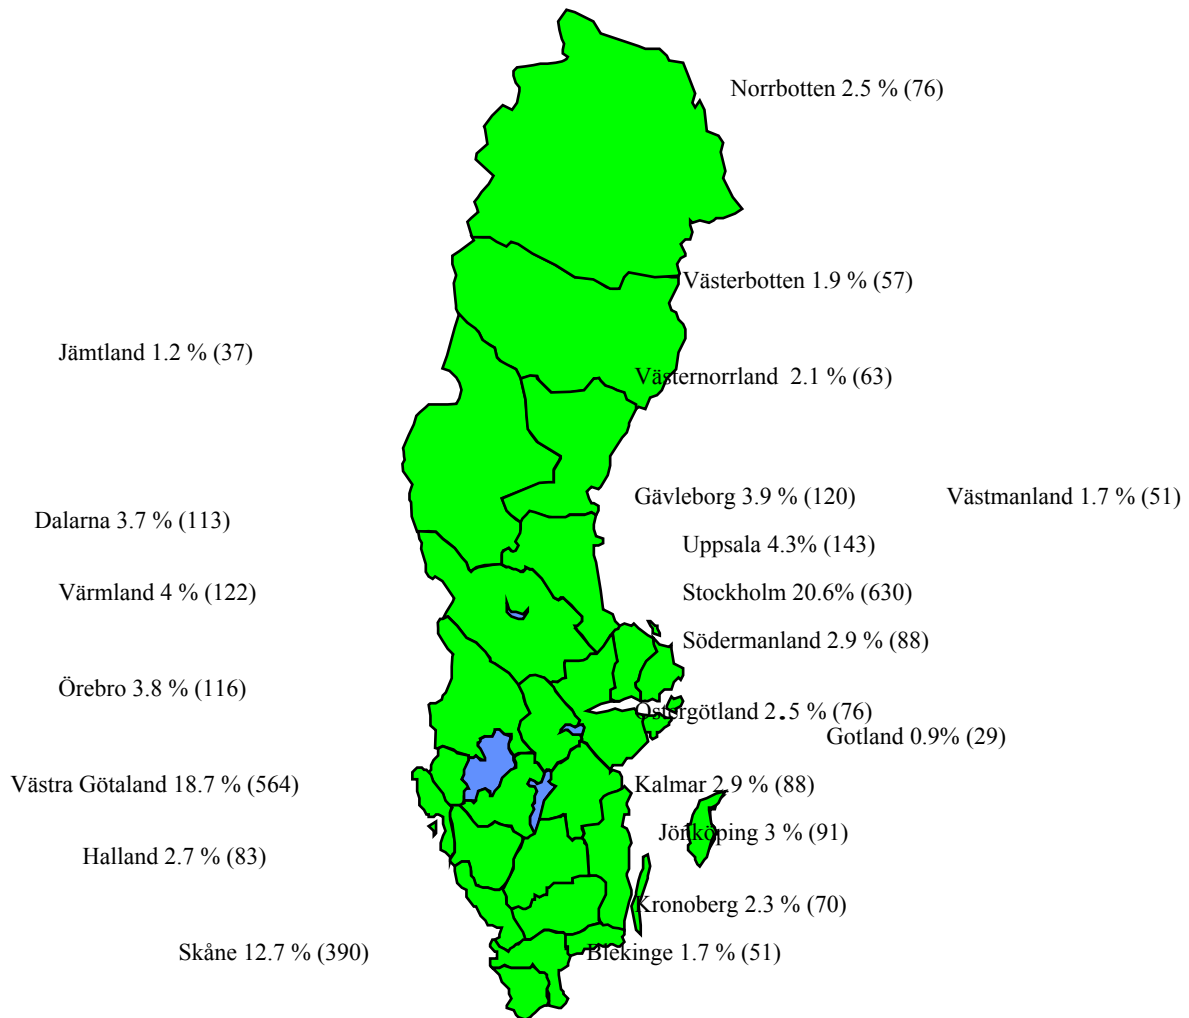 Norrbotten 2.5 % (76)
Västerbotten 1.9 % (57)
Jämtland 1.2 % (37)
Västernorrland  2.1 % (63)
Gävleborg 3.9 % (120)
Västmanland 1.7 % (51)
Dalarna 3.7 % (113)
Uppsala 4.3% (143)
Värmland 4 % (122)
Stockholm 20.6% (630)
Södermanland 2.9 % (88)
Örebro 3.8 % (116)
Östergötland 2.5 % (76)
Gotland 0.9% (29)
Västra Götaland 18.7 % (564)
Kalmar 2.9 % (88)
Jönköping 3 % (91)
Halland 2.7 % (83)
Kronoberg 2.3 % (70)
Skåne 12.7 % (390)
Blekinge 1.7 % (51)